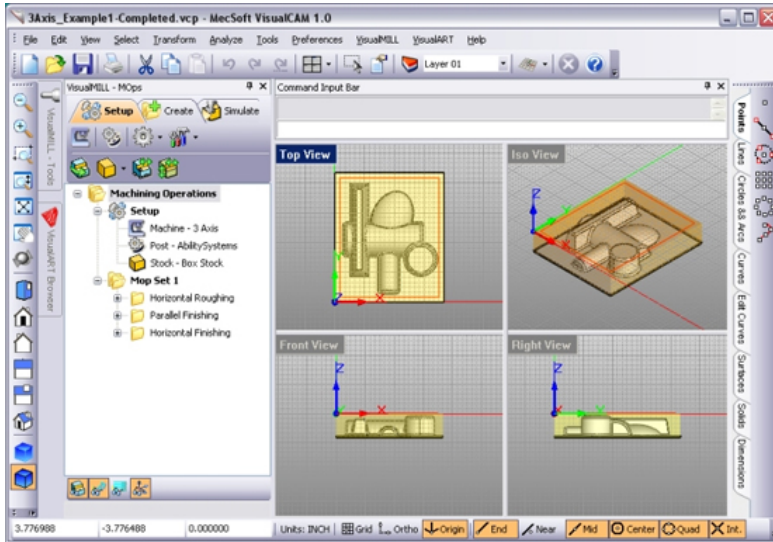 3Axis_Example1-Completed.vcp - MecSoft VisualCAM 1.0
File Edit View Select Transform Analyze Tools Preferences VisualMILL VisualART Help
Layer 01
VisualMILL - MOps
Command Input Bar
Setup Create Simulate
VisualMILL - Tools
VisualART Browser
Machining Operations
Setup
Machine - 3 Axis
Post - AbilitySystems
Stock - Box Stock
Mop Set 1
Horizontal Roughing
Parallel Finishing
Horizontal Finishing
Top View
Z X
Iso View
Z Y X
Front View
Z X
Right View
Z X
Points
Lines
Circles && Arcs
Curves
Edit Curves
Surfaces
Solids
Dimensions
3.776988 -3.776488 0.000000 Units: INCH Grid Ortho Origin End Near Mid Center Quad Int.